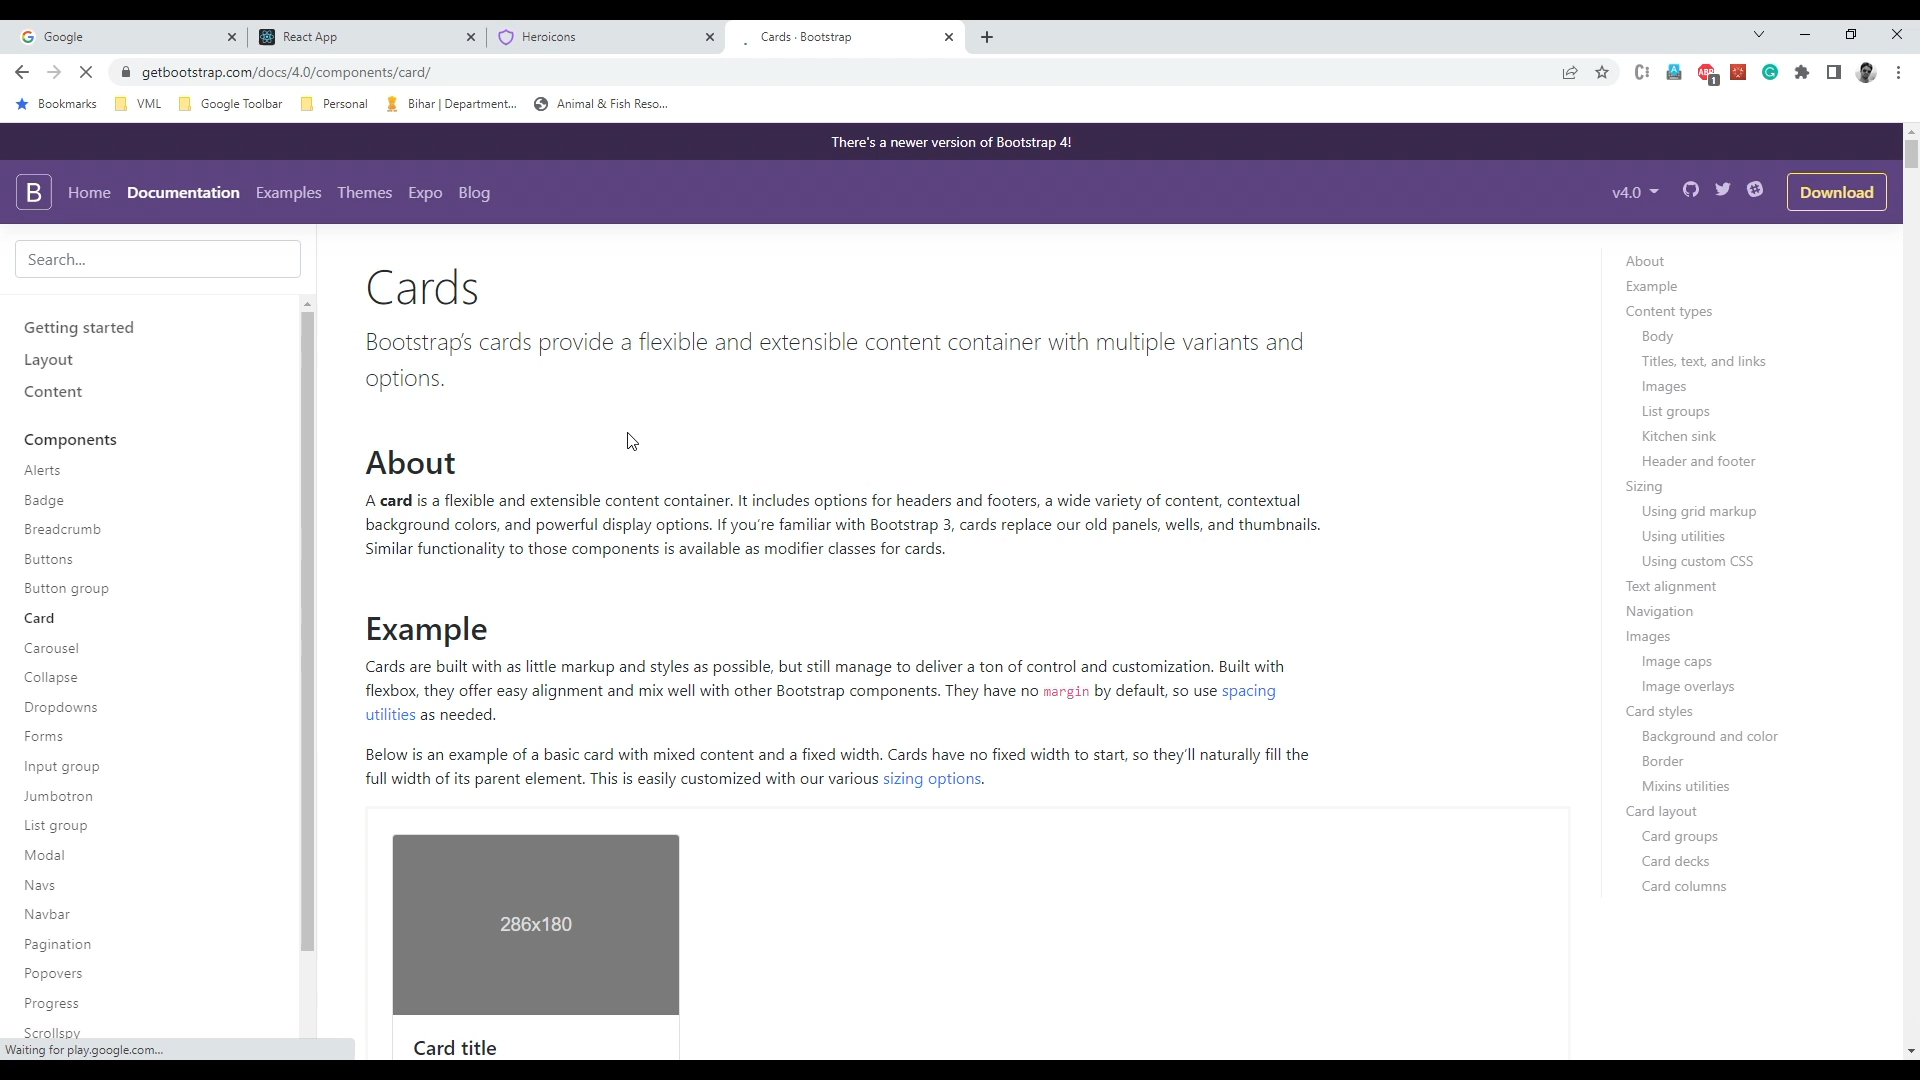 Google
React App
Heroicons
Cards · Bootstrap
getbootstrap.com/docs/4.0/components/card/
ABP
1
Bookmarks
VML
Google Toolbar
Personal
Bihar | Department...
Animal & Fish Reso...
There's a newer version of Bootstrap 4!
B
Home
Documentation
Examples
Themes
Expo
Blog
v4.0
Download
Search...
Getting started
Layout
Content
Components
Alerts
Badge
Breadcrumb
Buttons
Button group
Card
Carousel
Collapse
Dropdowns
Forms
Input group
Jumbotron
List group
Modal
Navs
Navbar
Pagination
Popovers
Progress
Scrollspy
Waiting for play.google.com...
Cards
Bootstrap's cards provide a flexible and extensible content container with multiple variants and
options.
About
A card is a flexible and extensible content container. It includes options for headers and footers, a wide variety of content, contextual
background colors, and powerful display options. If you're familiar with Bootstrap 3, cards replace our old panels, wells, and thumbnails.
Similar functionality to those components is available as modifier classes for cards.
Example
Cards are built with as little markup and styles as possible, but still manage to deliver a ton of control and customization. Built with
flexbox, they offer easy alignment and mix well with other Bootstrap components. They have no margin by default, so use spacing
utilities as needed.
Below is an example of a basic card with mixed content and a fixed width. Cards have no fixed width to start, so they'll naturally fill the
full width of its parent element. This is easily customized with our various sizing options.
286x180
Card title
About
Example
Content types
Body
Titles, text, and links
Images
List groups
Kitchen sink
Header and footer
Sizing
Using grid markup
Using utilities
Using custom CSS
Text alignment
Navigation
Images
Image caps
Image overlays
Card styles
Background and color
Border
Mixins utilities
Card layout
Card groups
Card decks
Card columns